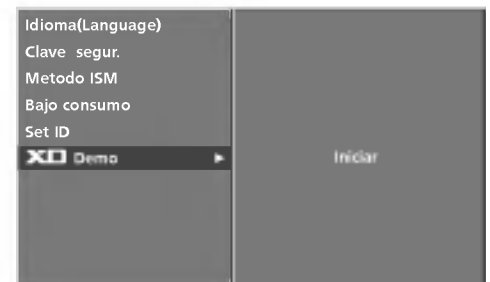 Idioma(Language)
Clave segur.
Metodo ISM
Bajo consumo
Set ID
XD Demo
Iniciar